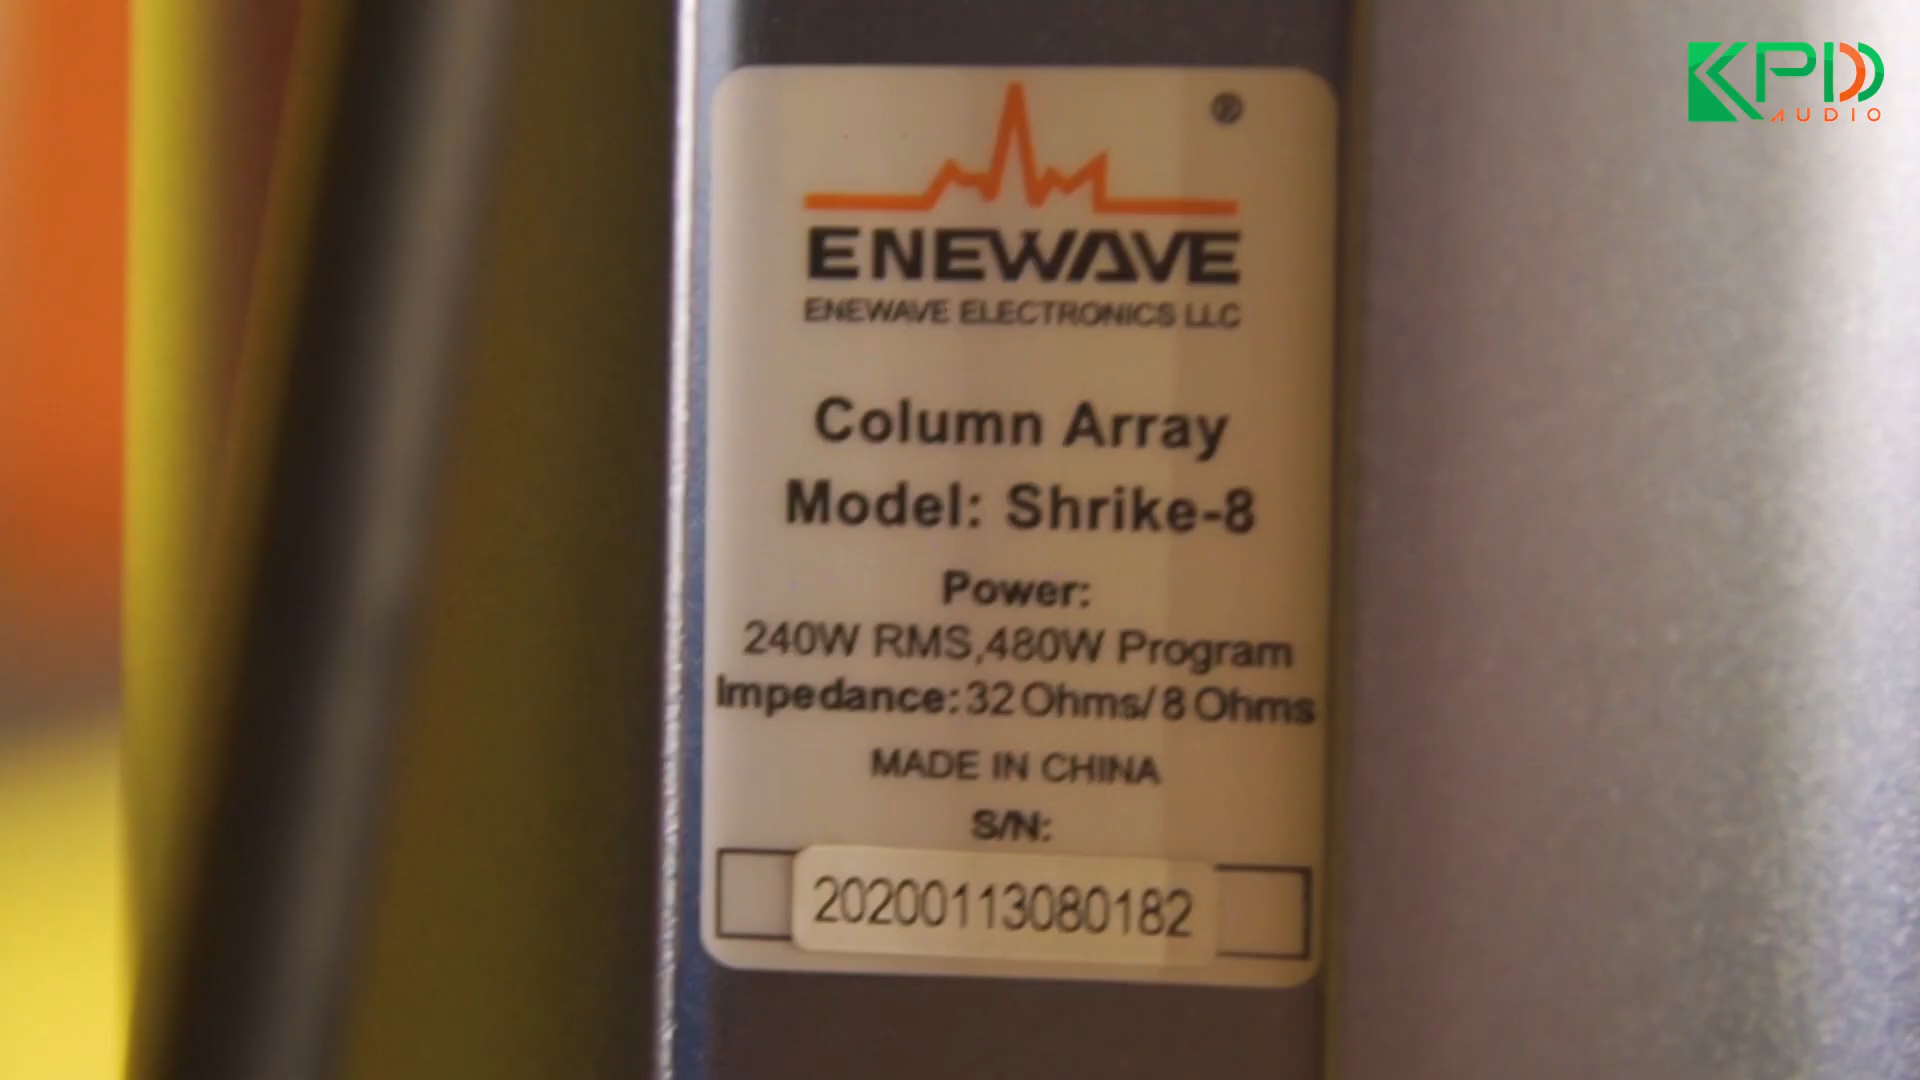 KPD
AUDIO
®
ENEWAVE
ENEWAVE ELECTRONICS LLC
Column Array
Model: Shrike-8
Power:
240W RMS,480W Program
Impedance: 32 Ohms/ 8 Ohms
MADE IN CHINA
S/N:
20200113080182